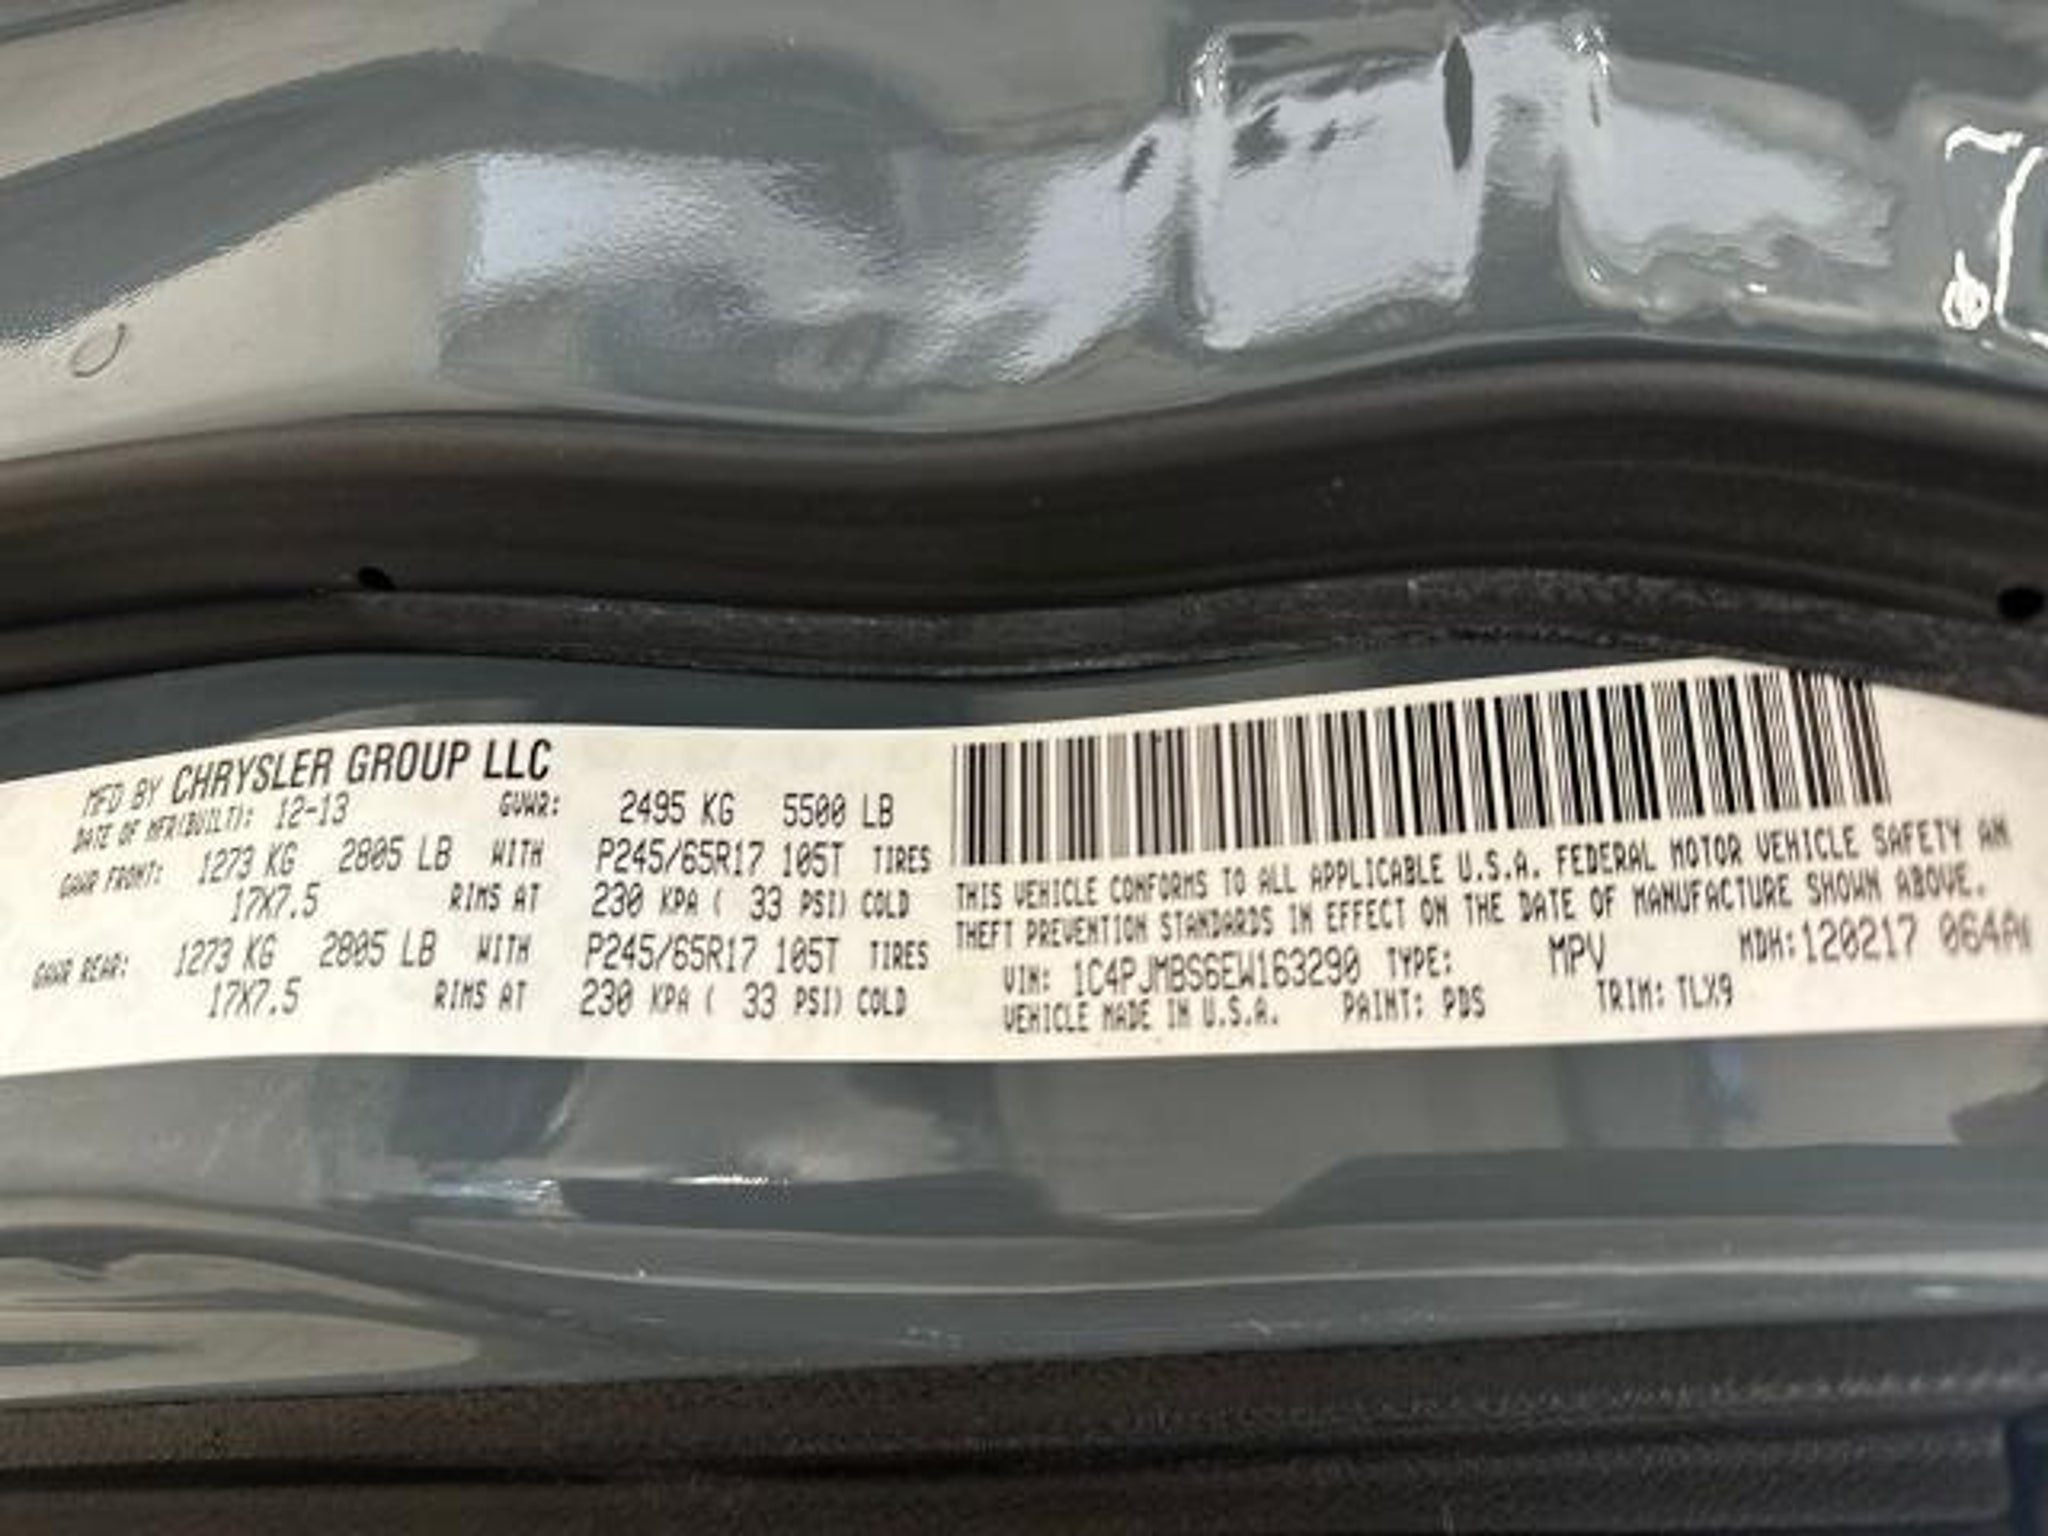 MFD BY CHRYSLER GROUP LLC
DATE OF MFR(BUILT): 12-13 GVWR: 2495 KG 5500 LB
GAWR FRONT: 1273 KG 2805 LB WITH P245/65R17 105T TIRES
17X7.5 RIMS AT 230 KPA ( 33 PSI) COLD
GAWR REAR: 1273 KG 2805 LB WITH P245/65R17 105T TIRES
17X7.5 RIMS AT 230 KPA ( 33 PSI) COLD
THIS VEHICLE CONFORMS TO ALL APPLICABLE U.S.A. FEDERAL MOTOR VEHICLE SAFETY AN
THEFT PREVENTION STANDARDS IN EFFECT ON THE DATE OF MANUFACTURE SHOWN ABOVE.
VIN: 1C4PJMBS6EW163290 TYPE: MPV MDH: 120217 064A
VEHICLE MADE IN U.S.A. PAINT: PDS TRIM: TLX9